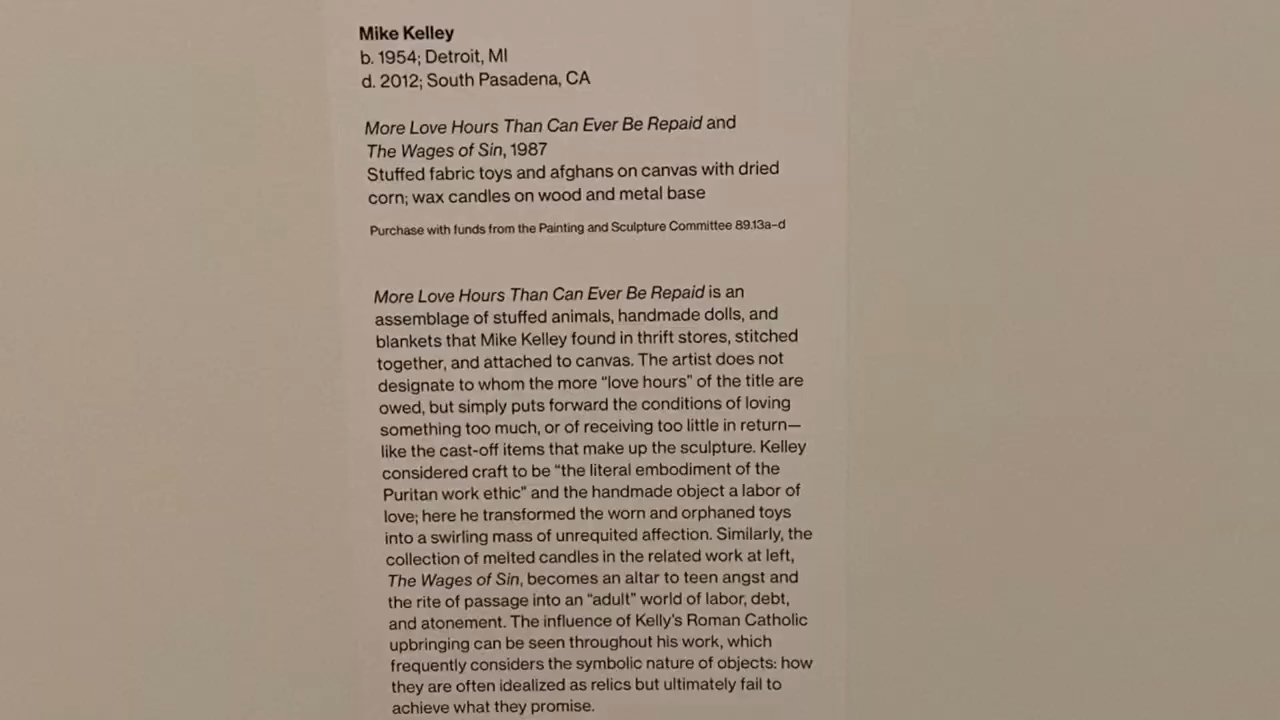 Mike Kelley
b. 1954; Detroit, MI
d. 2012; South Pasadena, CA
More Love Hours Than Can Ever Be Repaid and
The Wages of Sin, 1987
Stuffed fabric toys and afghans on canvas with dried
corn; wax candles on wood and metal base
Purchase with funds from the Painting and Sculpture Committee 89.13a–d
More Love Hours Than Can Ever Be Repaid is an
assemblage of stuffed animals, handmade dolls, and
blankets that Mike Kelley found in thrift stores, stitched
together, and attached to canvas. The artist does not
designate to whom the more “love hours” of the title are
owed, but simply puts forward the conditions of loving
something too much, or of receiving too little in return—
like the cast-off items that make up the sculpture. Kelley
considered craft to be “the literal embodiment of the
Puritan work ethic” and the handmade object a labor of
love; here he transformed the worn and orphaned toys
into a swirling mass of unrequited affection. Similarly, the
collection of melted candles in the related work at left,
The Wages of Sin, becomes an altar to teen angst and
the rite of passage into an “adult” world of labor, debt,
and atonement. The influence of Kelly’s Roman Catholic
upbringing can be seen throughout his work, which
frequently considers the symbolic nature of objects: how
they are often idealized as relics but ultimately fail to
achieve what they promise.